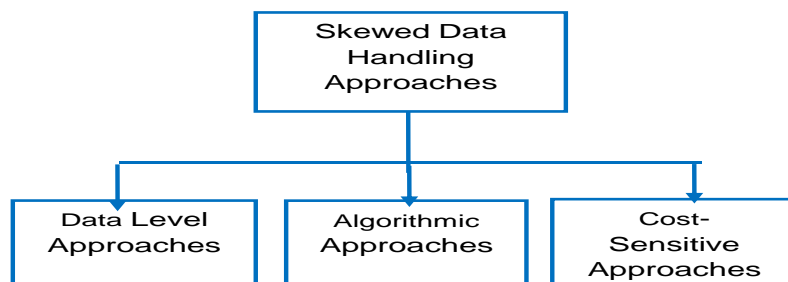 Skewed Data
Handling
Approaches
Data Level
Approaches
Algorithmic
Approaches
Cost-
Sensitive
Approaches